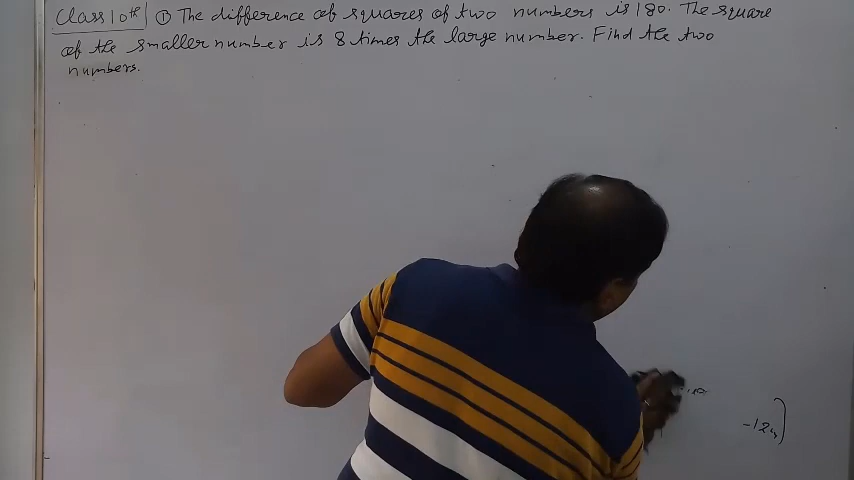 Class 10th ① The difference of squares of two numbers is 180. The square
of the smaller number is 8 times the large number. Find the two
numbers.
-12,